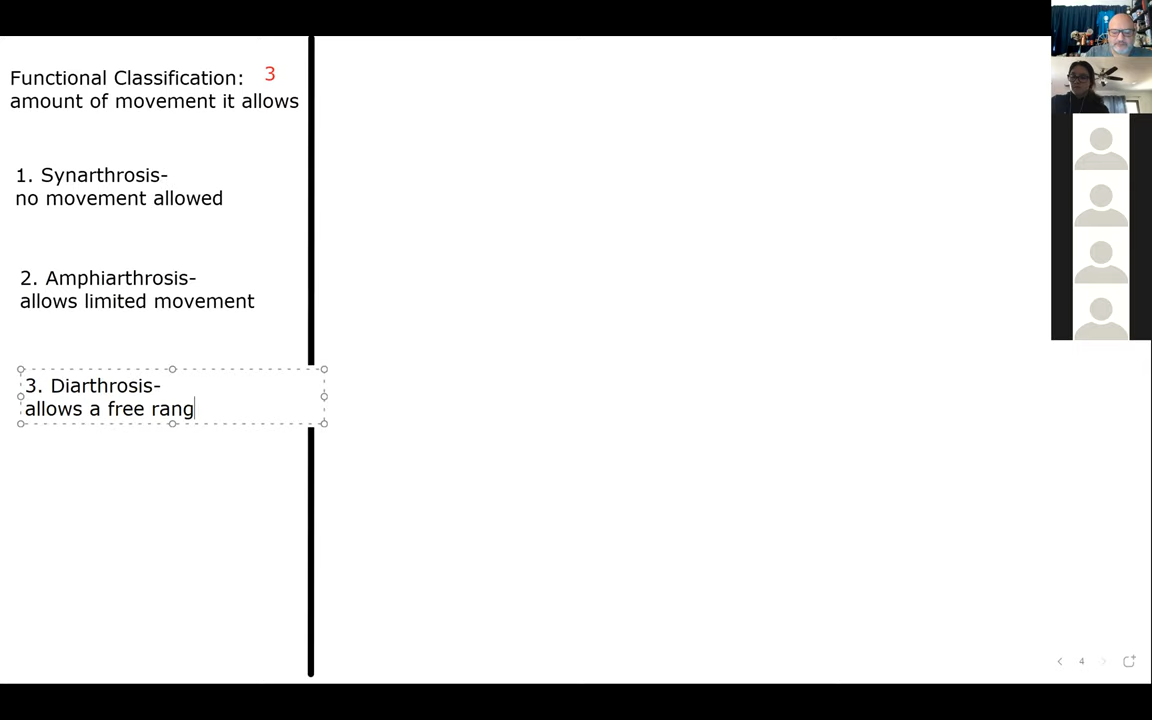 Functional Classification: 3
amount of movement it allows
1. Synarthrosis-
no movement allowed
2. Amphiarthrosis-
allows limited movement
3. Diarthrosis-
allows a free rang
4